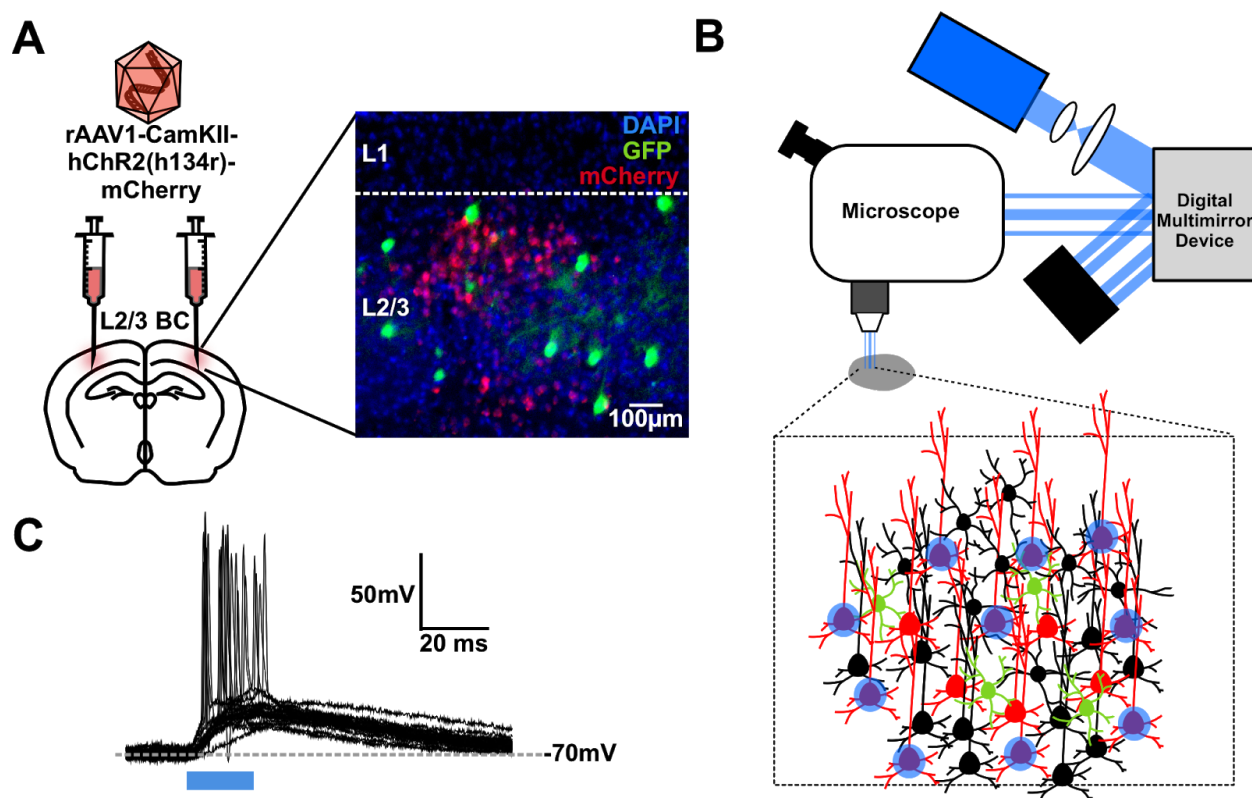 A
rAAV1-CamKII-
hChR2(h134r)-
mCherry
L2/3 BC
L1
DAPI
GFP
mCherry
L2/3
100µm
B
Microscope
Digital
Multimirror
Device
C
50mV
20 ms
-70mV